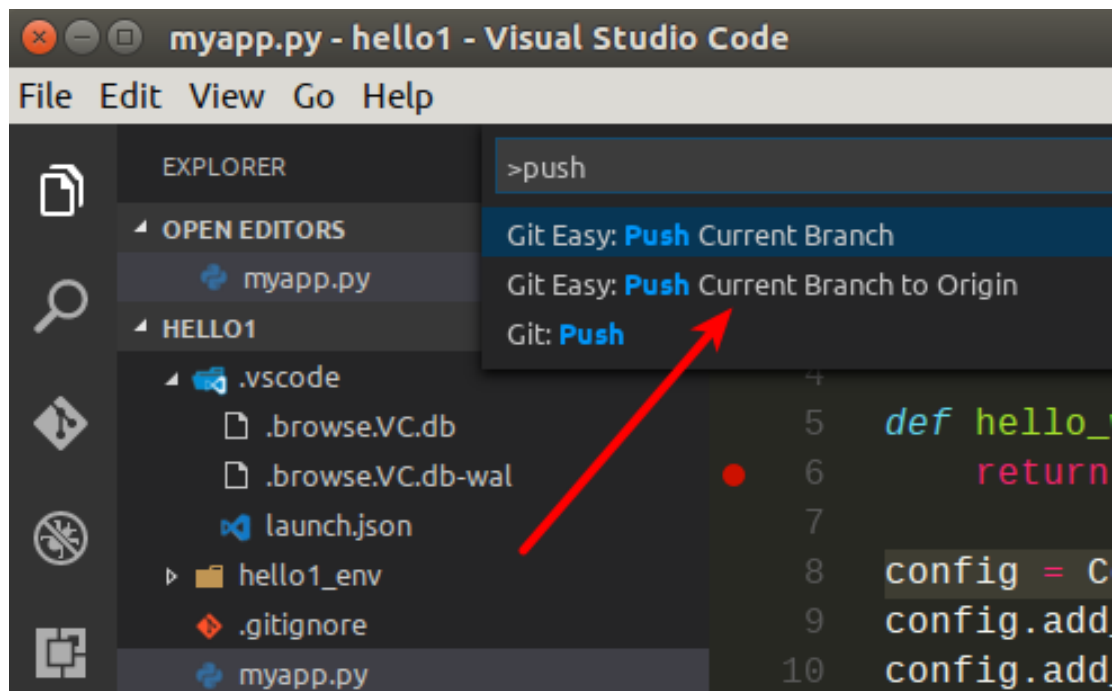 myapp.py - hello1 - Visual Studio Code
File Edit View Go Help
EXPLORER
OPEN EDITORS
myapp.py
HELLO1
.vscode
.browse.VC.db
.browse.VC.db-wal
launch.json
hello1_env
.gitignore
myapp.py
>push
Git Easy: Push Current Branch
Git Easy: Push Current Branch to Origin
Git: Push
4
5 def hello_
6 return
7
8 config = C
9 config.add_
10 config.add_